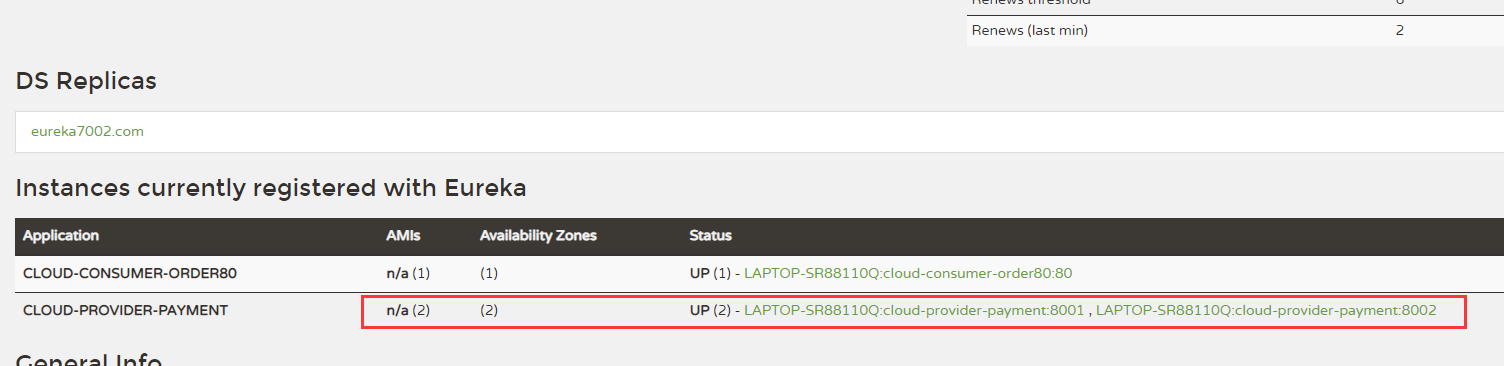 Renews threshold 6
Renews (last min) 2
DS Replicas
eureka7002.com
Instances currently registered with Eureka
Application AMIs Availability Zones Status
CLOUD-CONSUMER-ORDER80 n/a (1) (1) UP (1) - LAPTOP-SR88110Q:cloud-consumer-order80:80
CLOUD-PROVIDER-PAYMENT n/a (2) (2) UP (2) - LAPTOP-SR88110Q:cloud-provider-payment:8001 , LAPTOP-SR88110Q:cloud-provider-payment:8002
General Info